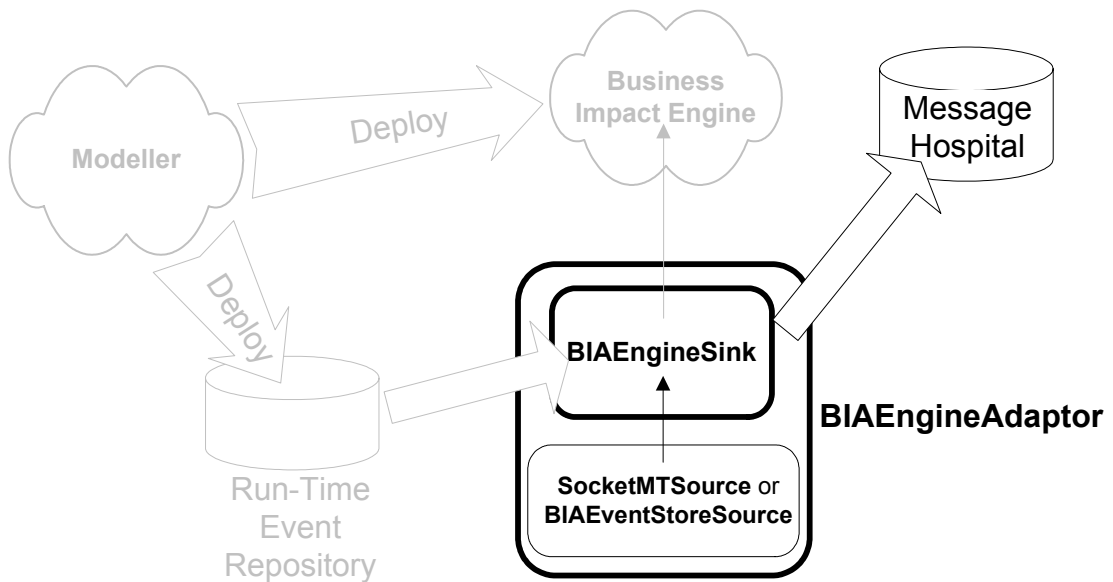 Business
Impact Engine
Message
Hospital
Deploy
Modeller
Deploy
BIAEngineSink
BIAEngineAdaptor
SocketMTSource or
BIAEventStoreSource
Run-Time
Event
Repository